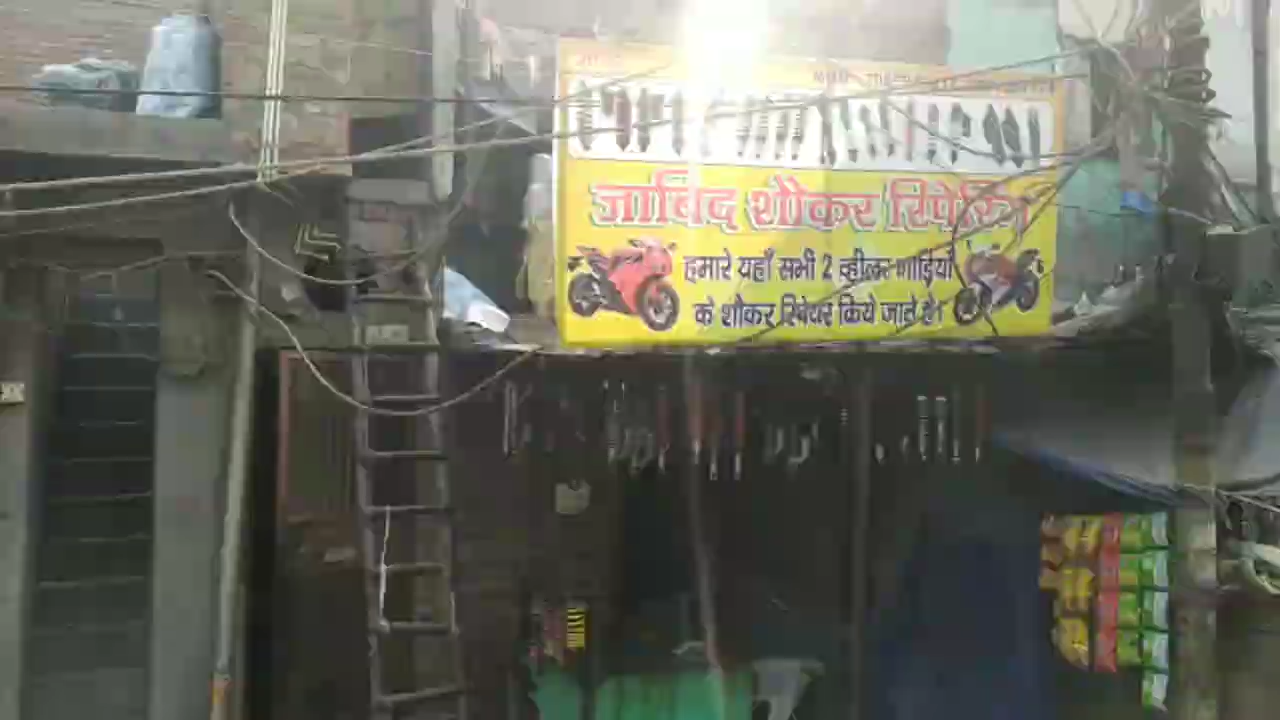 जाबिद शौकर रिपेरिंग
हमारे यहाँ सभी 2 व्हीलर गाड़ियों
के शौकर रिपेयर किये जाते है।